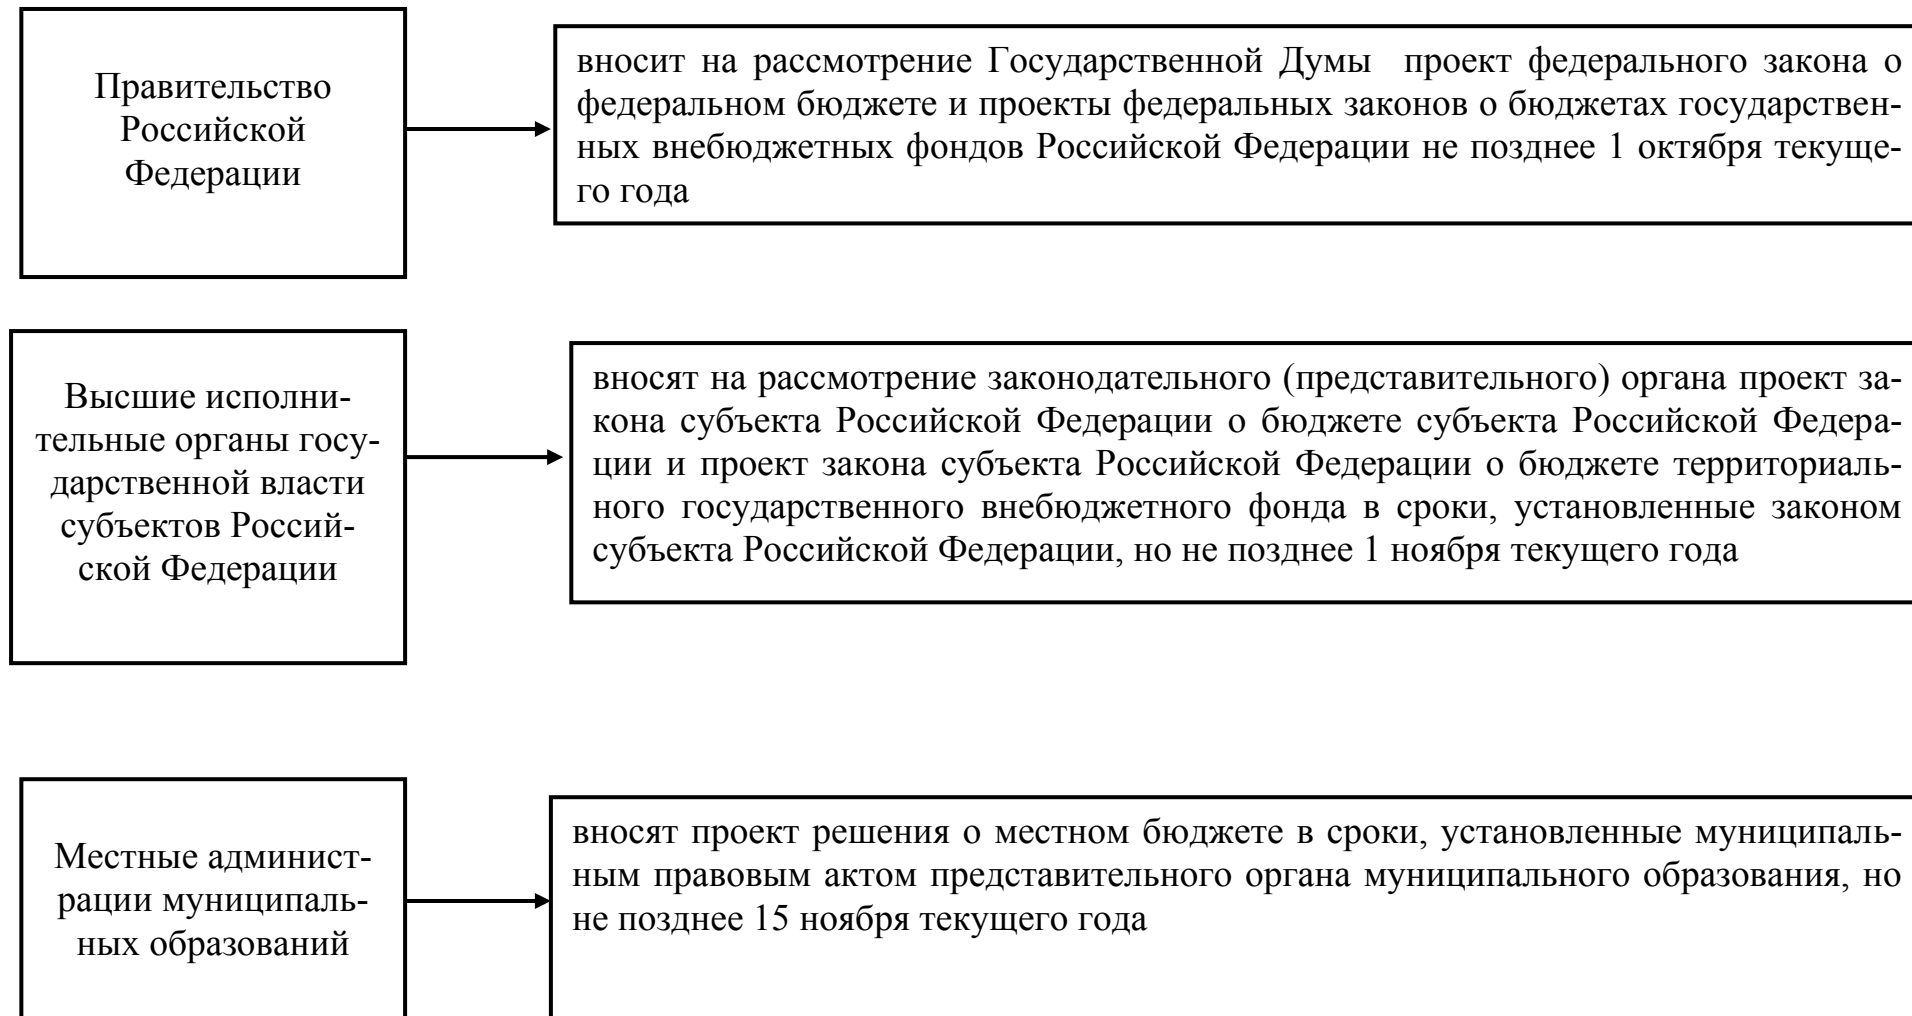 Правительство
Российской
Федерации
вносит на рассмотрение Государственной Думы проект федерального закона о
федеральном бюджете и проекты федеральных законов о бюджетах государствен-
ных внебюджетных фондов Российской Федерации не позднее 1 октября текуще-
го года
Высшие исполни-
тельные органы госу-
дарственной власти
субъектов Россий-
ской Федерации
вносят на рассмотрение законодательного (представительного) органа проект за-
кона субъекта Российской Федерации о бюджете субъекта Российской Федера-
ции и проект закона субъекта Российской Федерации о бюджете территориаль-
ного государственного внебюджетного фонда в сроки, установленные законом
субъекта Российской Федерации, но не позднее 1 ноября текущего года
Местные админист-
рации муниципаль-
ных образований
вносят проект решения о местном бюджете в сроки, установленные муниципаль-
ным правовым актом представительного органа муниципального образования, но
не позднее 15 ноября текущего года